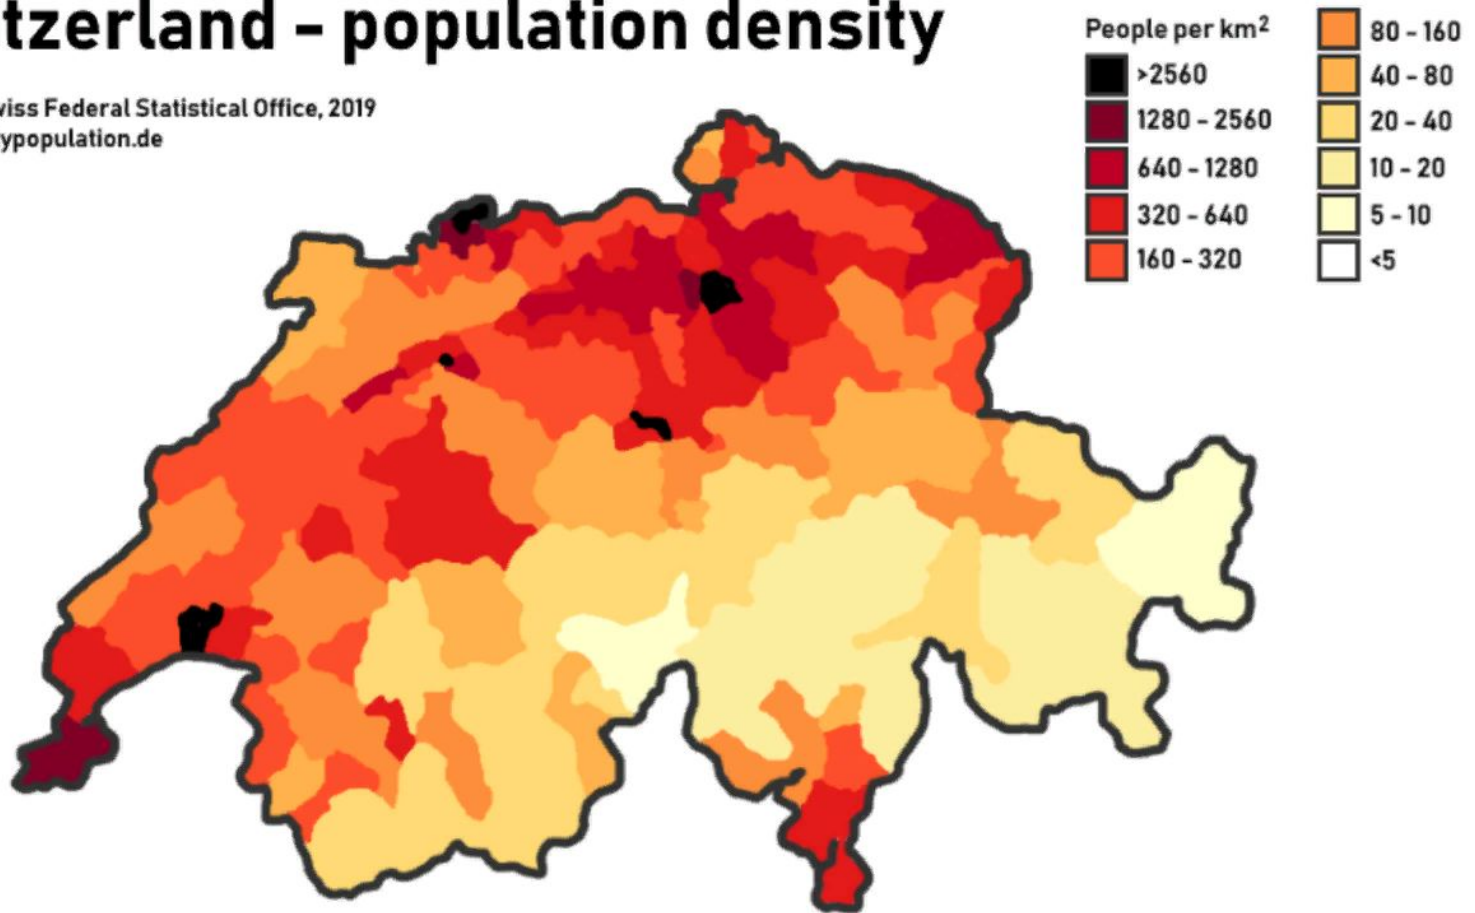 tzerland - population density
wiss Federal Statistical Office, 2019
ypopulation.de
People per km²
>2560
1280 - 2560
640 - 1280
320 - 640
160 - 320
80 - 160
40 - 80
20 - 40
10 - 20
5 - 10
<5